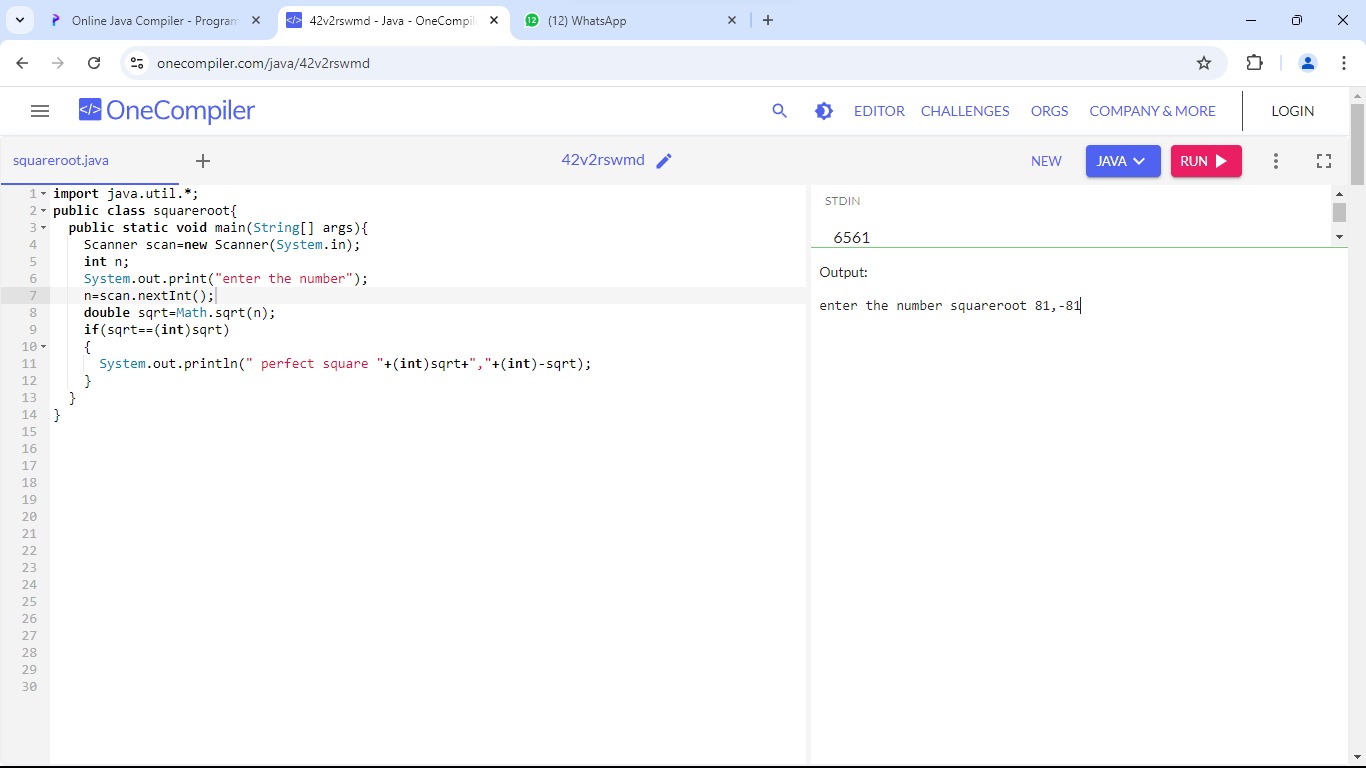 Online Java Compiler - Program
42v2rswmd - Java - OneCompil
12 (12) WhatsApp
onecompiler.com/java/42v2rswmd
</> OneCompiler
EDITOR CHALLENGES ORGS COMPANY & MORE LOGIN
squareroot.java + 42v2rswmd NEW JAVA RUN
1 import java.util.*;
2 public class squareroot{
3 public static void main(String[] args){
4 Scanner scan=new Scanner(System.in);
5 int n;
6 System.out.print("enter the number");
7 n=scan.nextInt();
8 double sqrt=Math.sqrt(n);
9 if(sqrt==(int)sqrt)
10 {
11 System.out.println(" perfect square "+(int)sqrt+","+(int)-sqrt);
12 }
13 }
14 }
15
16
17
18
19
20
21
22
23
24
25
26
27
28
29
30
STDIN
6561
Output:
enter the number squareroot 81,-81